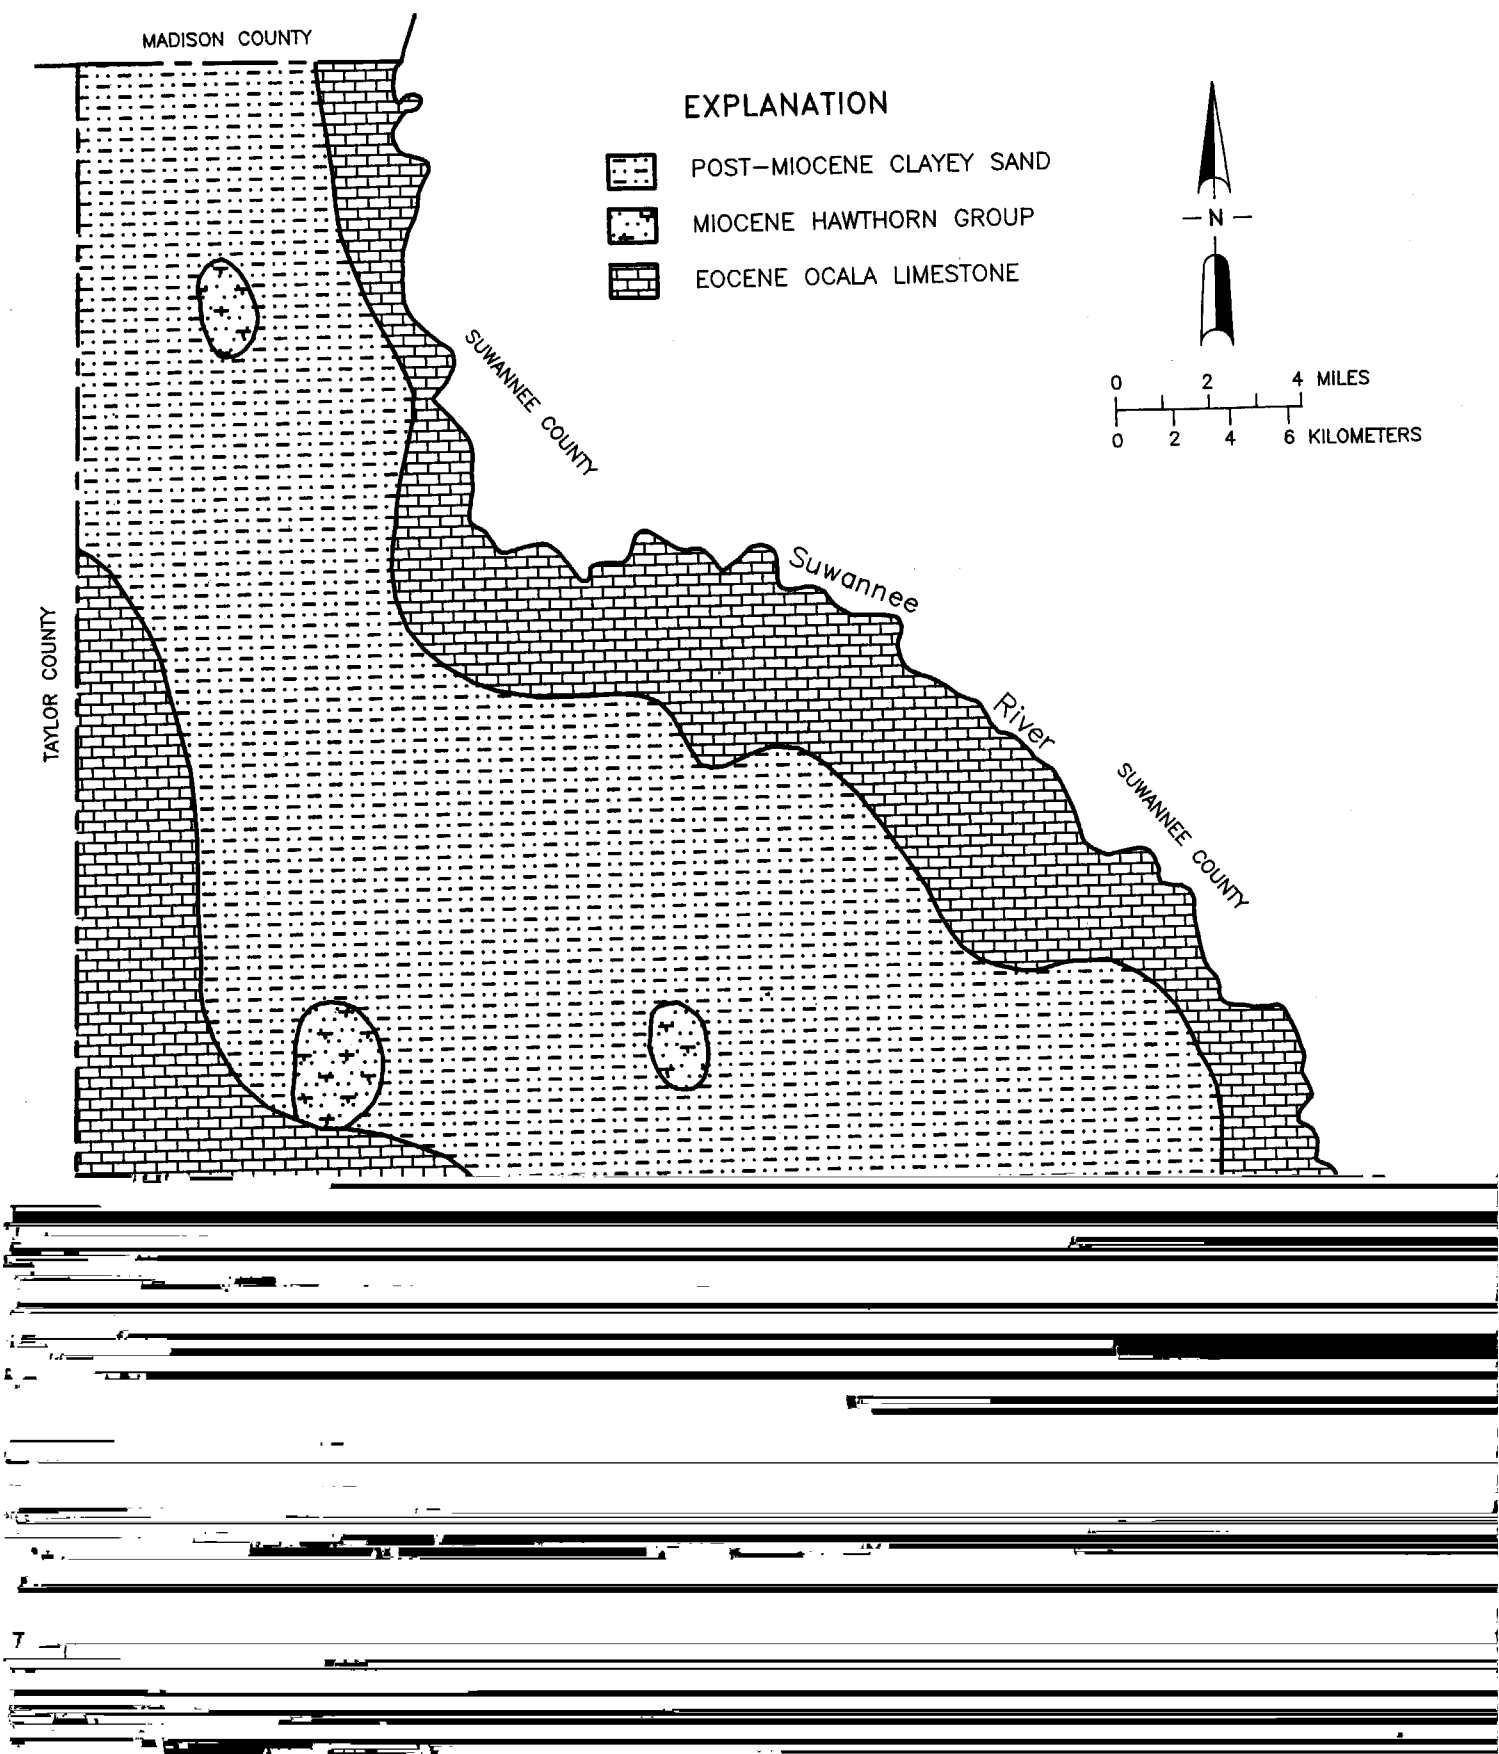 MADISON COUNTY
EXPLANATION
POST-MIOCENE CLAYEY SAND
MIOCENE HAWTHORN GROUP
EOCENE OCALA LIMESTONE
N
0 2 4 MILES
0 2 4 6 KILOMETERS
SUWANNEE COUNTY
Suwannee
River
SUWANNEE COUNTY
TAYLOR COUNTY